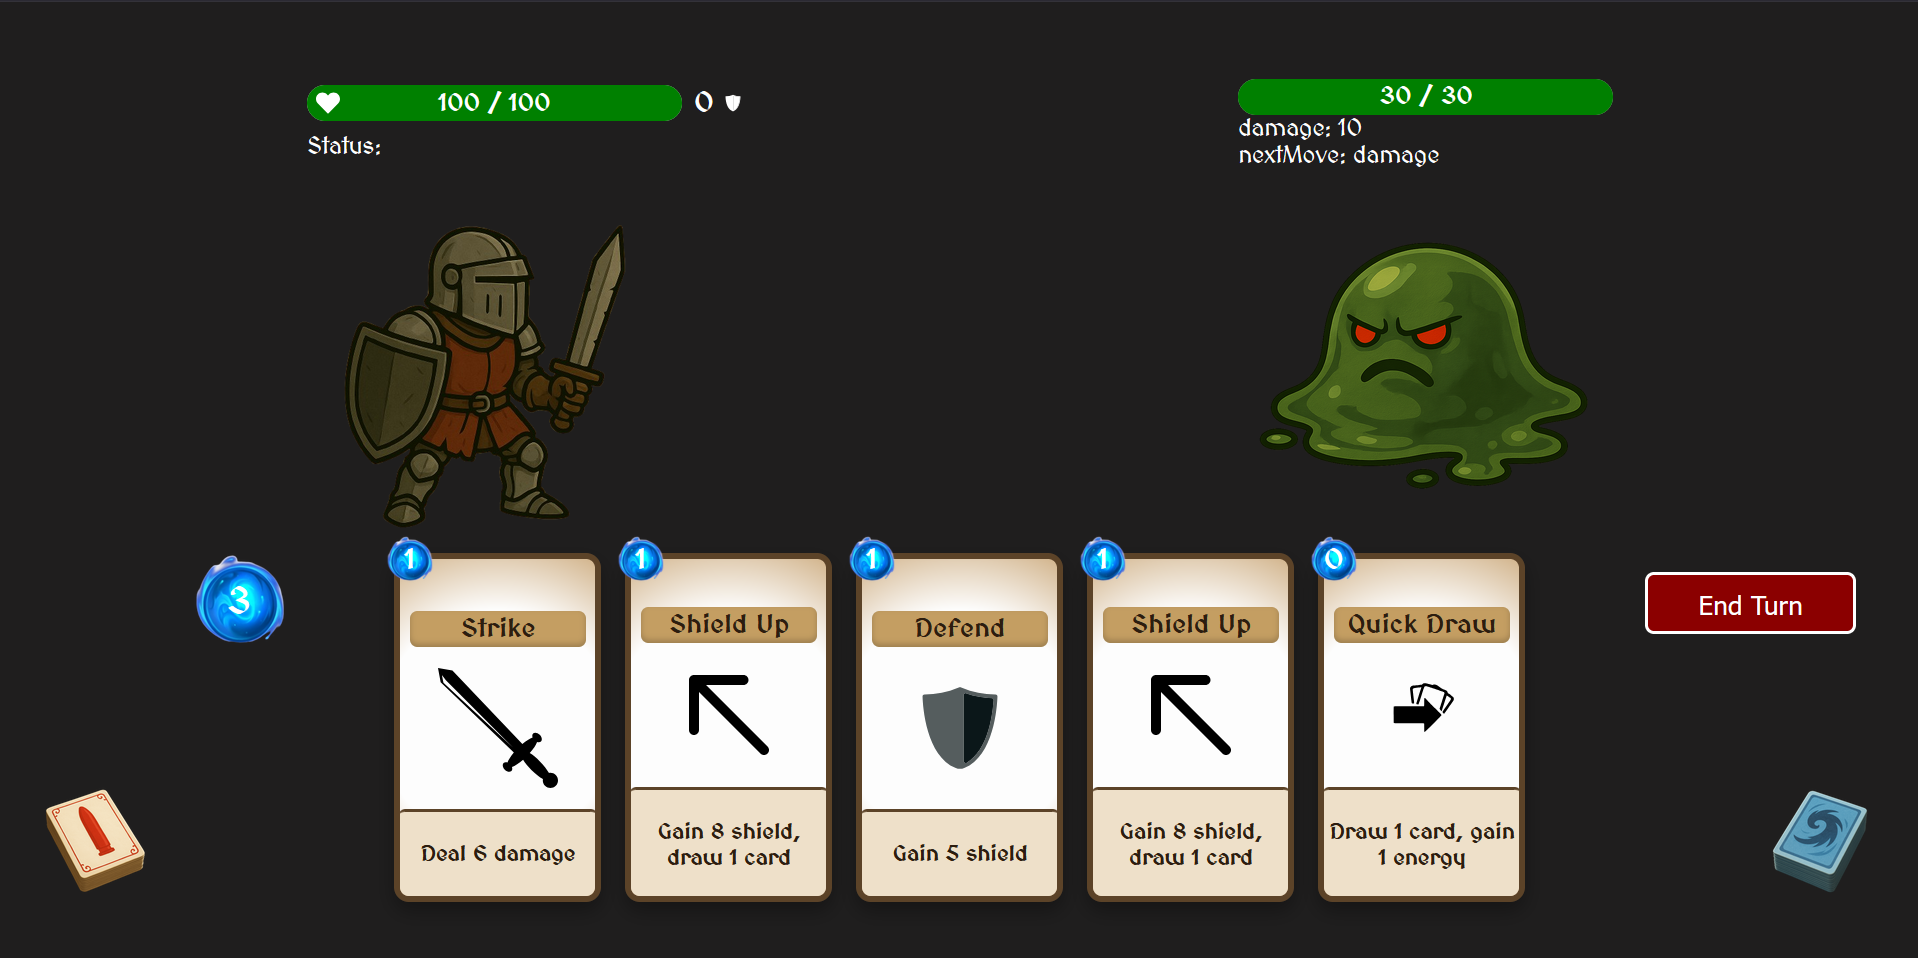 100 / 100
0
Status:
30 / 30
damage: 10
nextMove: damage
3
1
Strike
Deal 6 damage
1
Shield Up
Gain 8 shield,
draw 1 card
1
Defend
Gain 5 shield
1
Shield Up
Gain 8 shield,
draw 1 card
0
Quick Draw
Draw 1 card, gain
1 energy
End Turn